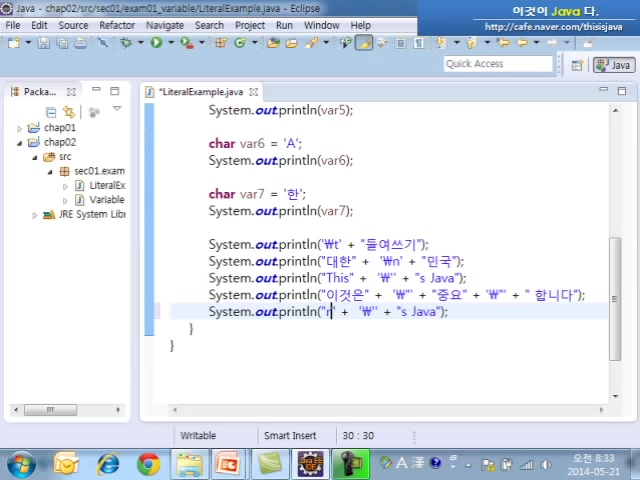 Java - chap02/src/sec01/exam01_variable/LiteralExample.java - Eclipse
이것이 Java 다.
http://cafe.naver.com/thisisjava
File Edit Source Refactor Navigate Search Project Run Window Help
Quick Access
Java
Packa...
*LiteralExample.java
chap01
chap02
src
sec01.exam
LiteralEx
Variable
JRE System Libr
System.out.println(var5);
char var6 = 'A';
System.out.println(var6);
char var7 = '한';
System.out.println(var7);
System.out.println('₩t' + "들여쓰기");
System.out.println("대한" + '₩n' + "민국");
System.out.println("This" + '₩'' + "s Java");
System.out.println("이것은" + '₩"' + "중요" + '₩"' + " 합니다");
System.out.println("r' + '₩'' + "s Java");
}
}
Writable
Smart Insert
30 : 30
A 漢
오전 8:33
2014-05-21